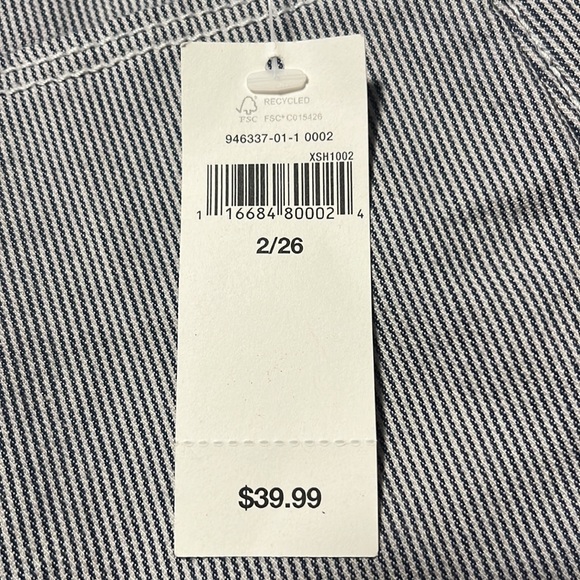 RECYCLED
FSC FSC® C015426
946337-01-1 0002
XSH1002
1 16684 80002 4
2/26
$39.99